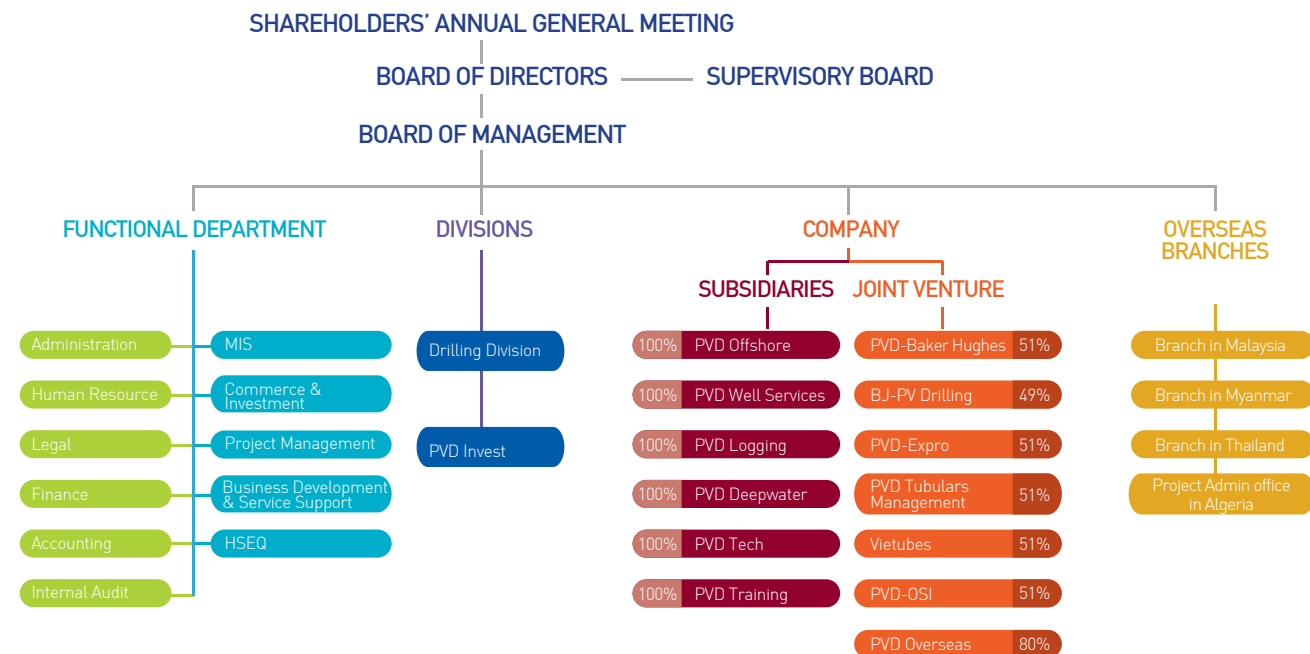 SHAREHOLDERS’ ANNUAL GENERAL MEETING
BOARD OF DIRECTORS
SUPERVISORY BOARD
BOARD OF MANAGEMENT
FUNCTIONAL DEPARTMENT
Administration
Human Resource
Legal
Finance
Accounting
Internal Audit
MIS
Commerce &
Investment
Project Management
Business Development
& Service Support
HSEQ
DIVISIONS
Drilling Division
PVD Invest
COMPANY
SUBSIDIARIES
100% PVD Offshore
100% PVD Well Services
100% PVD Logging
100% PVD Deepwater
100% PVD Tech
100% PVD Training
JOINT VENTURE
PVD-Baker Hughes 51%
BJ-PV Drilling 49%
PVD-Expro 51%
PVD Tubulars
Management 51%
Vietubes 51%
PVD-OSI 51%
PVD Overseas 80%
OVERSEAS
BRANCHES
Branch in Malaysia
Branch in Myanmar
Branch in Thailand
Project Admin office
in Algeria